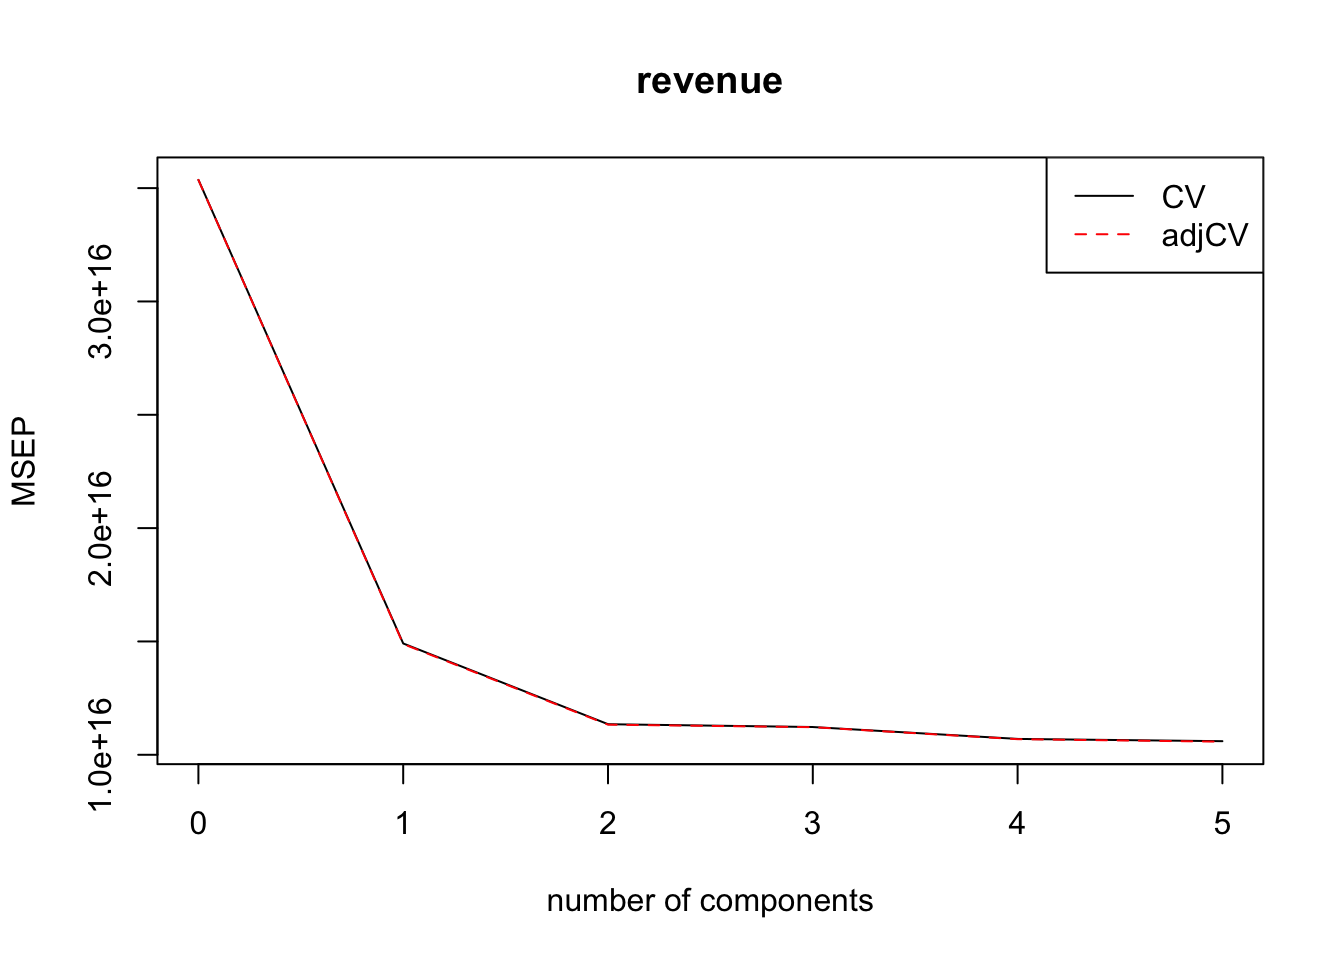 revenue
CV
adjCV
MSEP
3.0e+16
2.0e+16
1.0e+16
0 1 2 3 4 5
number of components